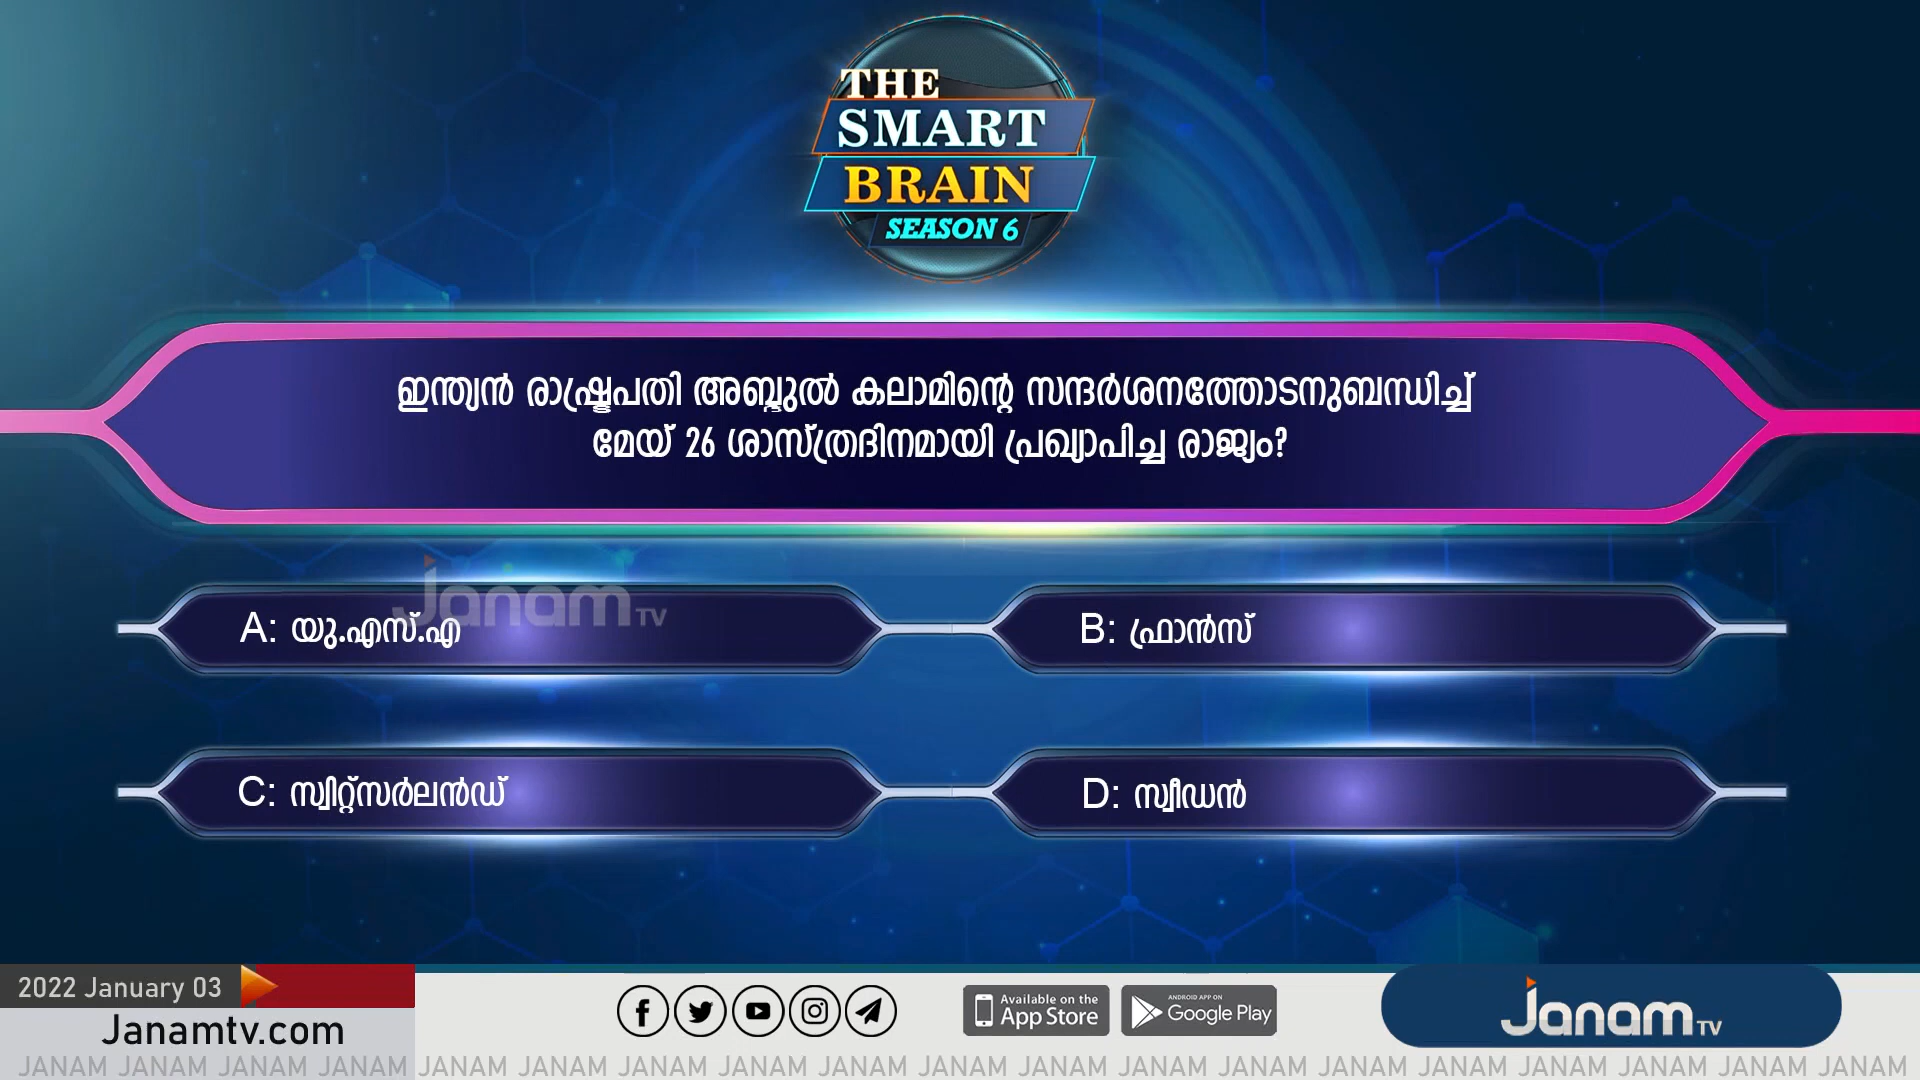 THE
SMART
BRAIN
SEASON 6
ഇന്ത്യൻ രാഷ്ട്രപതി അബ്ദുൽ കലാമിന്റെ സന്ദർശനത്തോടനുബന്ധിച്ച്
മേയ് 26 ശാസ്ത്രദിനമായി പ്രഖ്യാപിച്ച രാജ്യം?
Janam TV
A: യു.എസ്.എ
B: ഫ്രാൻസ്
C: സ്വിറ്റ്സർലൻഡ്
D: സ്വീഡൻ
2022 January 03
Janamtv.com
Available on the
App Store
ANDROID APP ON
Google Play
Janam TV
JANAM JANAM JANAM JANAM JANAM JANAM JANAM JANAM JANAM JANAM JANAM JANAM JANAM JANAM JANAM JANAM JANAM JANAM JANAM